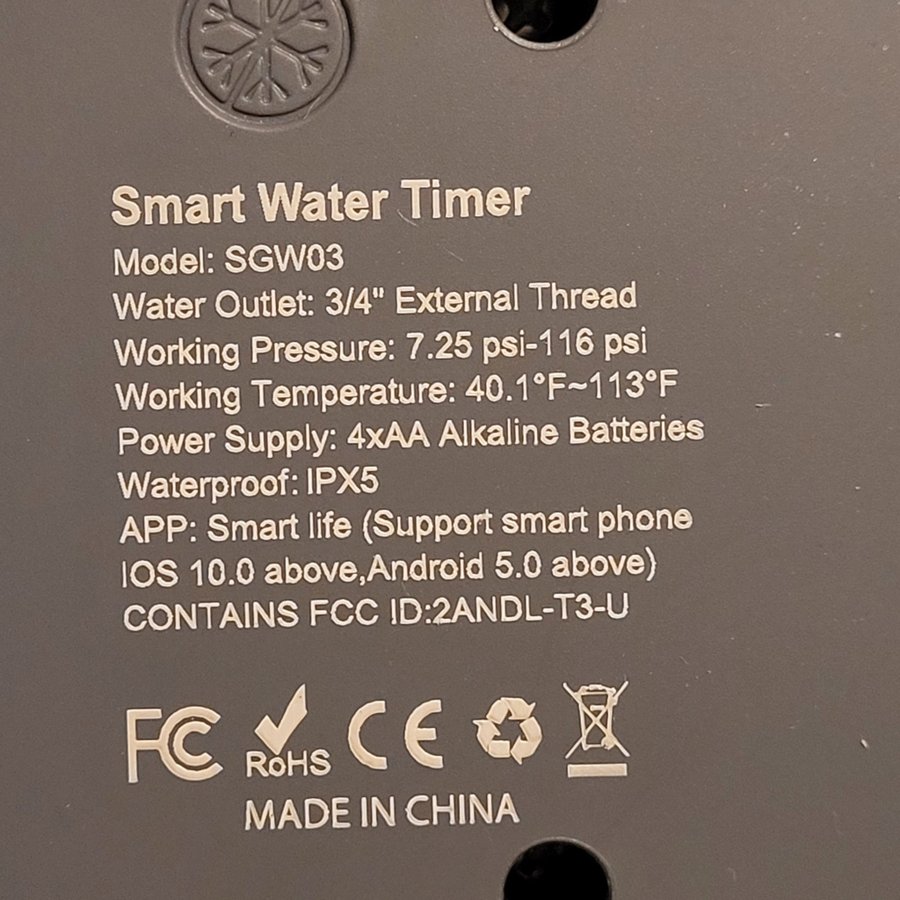 Smart Water Timer
Model: SGW03
Water Outlet: 3/4" External Thread
Working Pressure: 7.25 psi-116 psi
Working Temperature: 40.1°F~113°F
Power Supply: 4xAA Alkaline Batteries
Waterproof: IPX5
APP: Smart life (Support smart phone
IOS 10.0 above,Android 5.0 above)
CONTAINS FCC ID:2ANDL-T3-U
FC RoHS CE
MADE IN CHINA